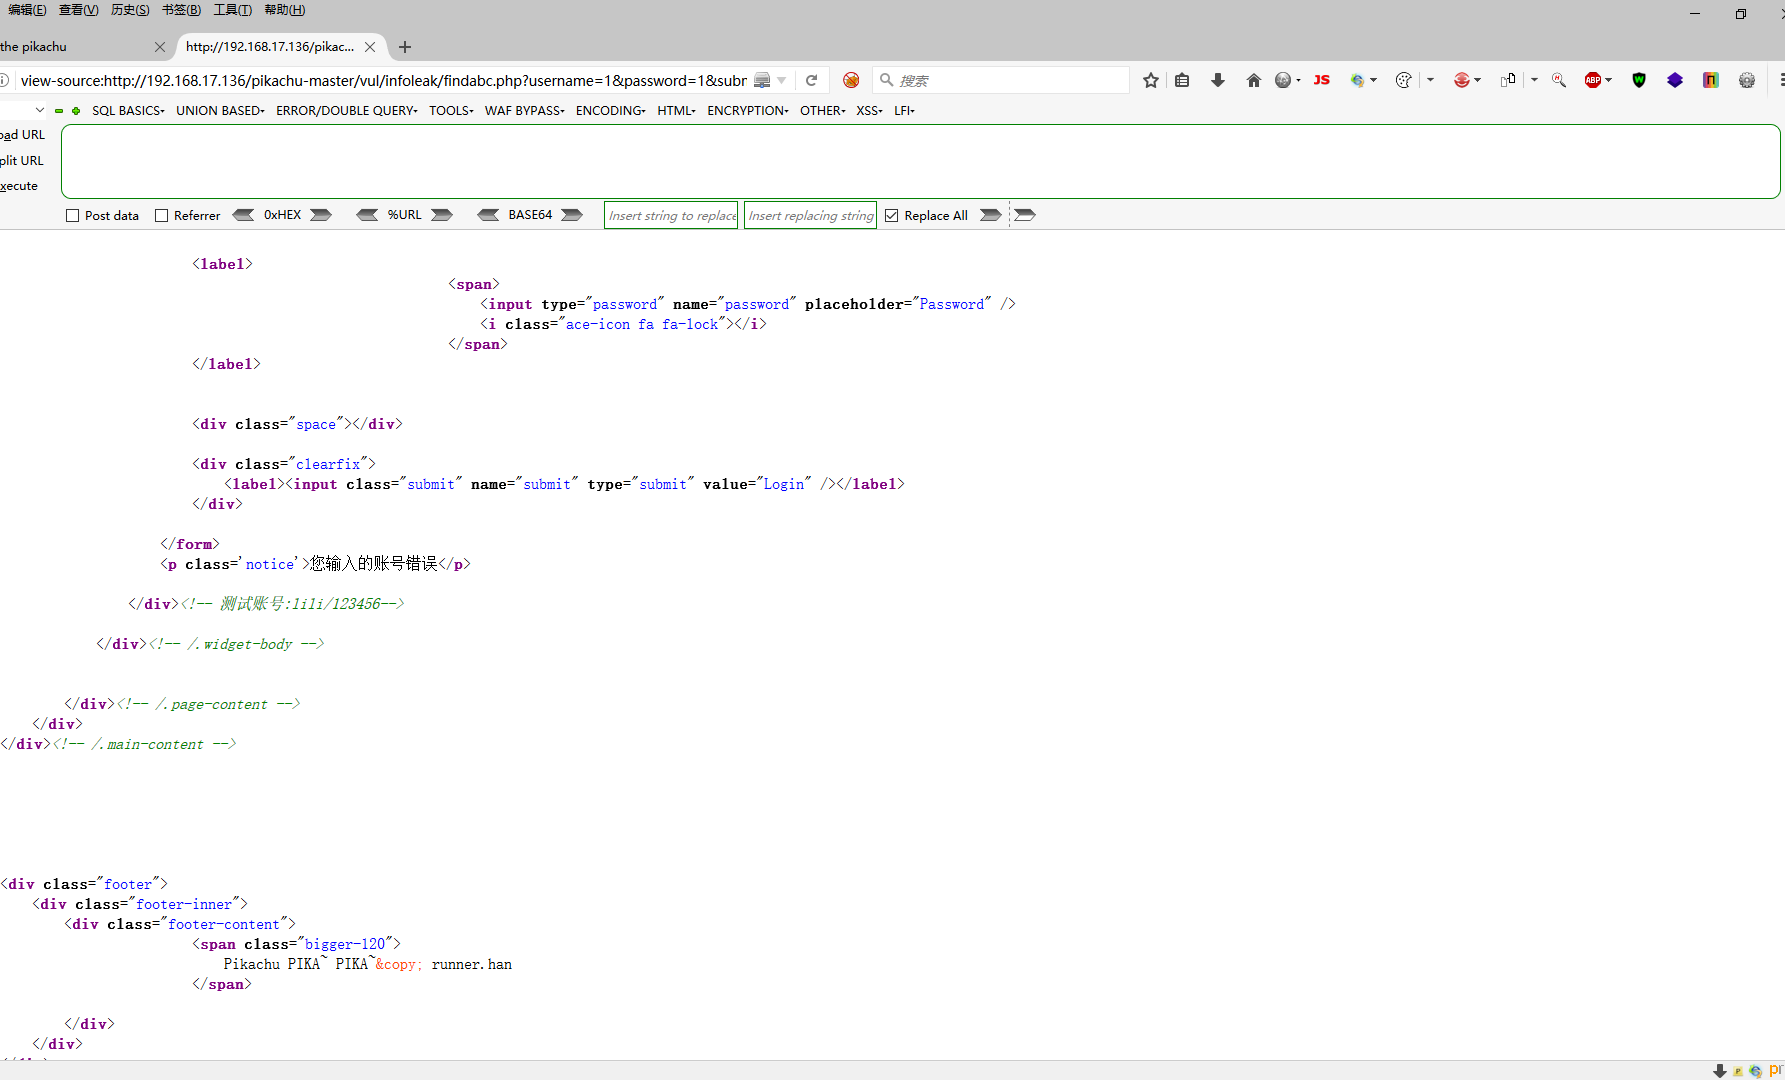 编辑(E) 查看(V) 历史(S) 书签(B) 工具(T) 帮助(H)
the pikachu http://192.168.17.136/pikac...
view-source:http://192.168.17.136/pikachu-master/vul/infoleak/findabc.php?username=1&password=1&subm 搜索 JS ABP
SQL BASICS UNION BASED ERROR/DOUBLE QUERY TOOLS WAF BYPASS ENCODING HTML ENCRYPTION OTHER XSS LFI
oad URL
plit URL
xecute
Post data Referrer 0xHEX %URL BASE64 Insert string to replace Insert replacing string Replace All
<label>
<span>
<input type="password" name="password" placeholder="Password" />
<i class="ace-icon fa fa-lock"></i>
</span>
</label>
<div class="space"></div>
<div class="clearfix">
<label><input class="submit" name="submit" type="submit" value="Login" /></label>
</div>
</form>
<p class='notice'>您输入的账号错误</p>
</div><!-- 测试账号:lili/123456-->
</div><!-- /.widget-body -->
</div><!-- /.page-content -->
</div>
</div><!-- /.main-content -->
<div class="footer">
<div class="footer-inner">
<div class="footer-content">
<span class="bigger-120">
Pikachu PIKA~ PIKA~&copy; runner.han
</span>
</div>
</div>